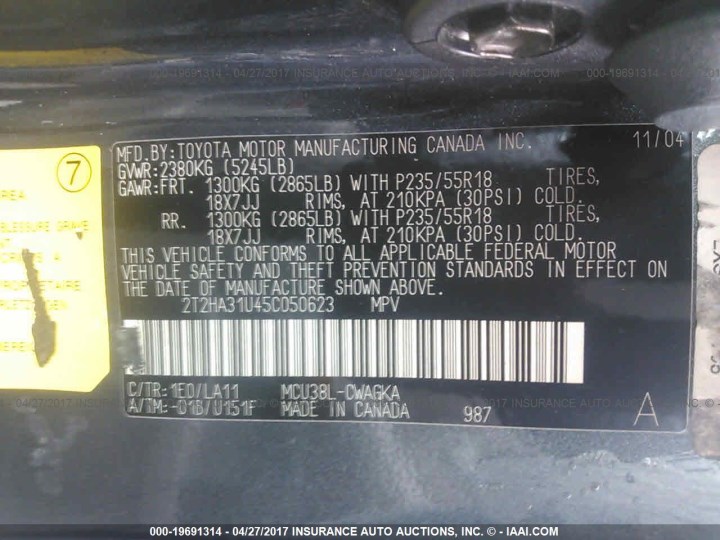 000-19691314 - 04/27/2017 INSURANCE AUTO AUCTIONS, INC. - IAAI.COM
MFD.BY:TOYOTA MOTOR MANUFACTURING CANADA INC. 11/04
GVWR:2380KG (5245LB)
GAWR:FRT. 1300KG (2865LB) WITH P235/55R18 TIRES,
18X7JJ RIMS, AT 210KPA (30PSI) COLD.
RR. 1300KG (2865LB) WITH P235/55R18 TIRES,
18X7JJ RIMS, AT 210KPA (30PSI) COLD.
THIS VEHICLE CONFORMS TO ALL APPLICABLE FEDERAL MOTOR
VEHICLE SAFETY AND THEFT PREVENTION STANDARDS IN EFFECT ON
THE DATE OF MANUFACTURE SHOWN ABOVE.
2T2HA31U45C050623 MPV
C/TR:1E0/LA11 MCU38L-CWAGKA
A/TM:-01B/U151F MADE IN CANADA 987 A
7
GRAVE
A
000-19691314 - 04/27/2017 INSURANCE AUTO AUCTIONS, INC. - IAAI.COM